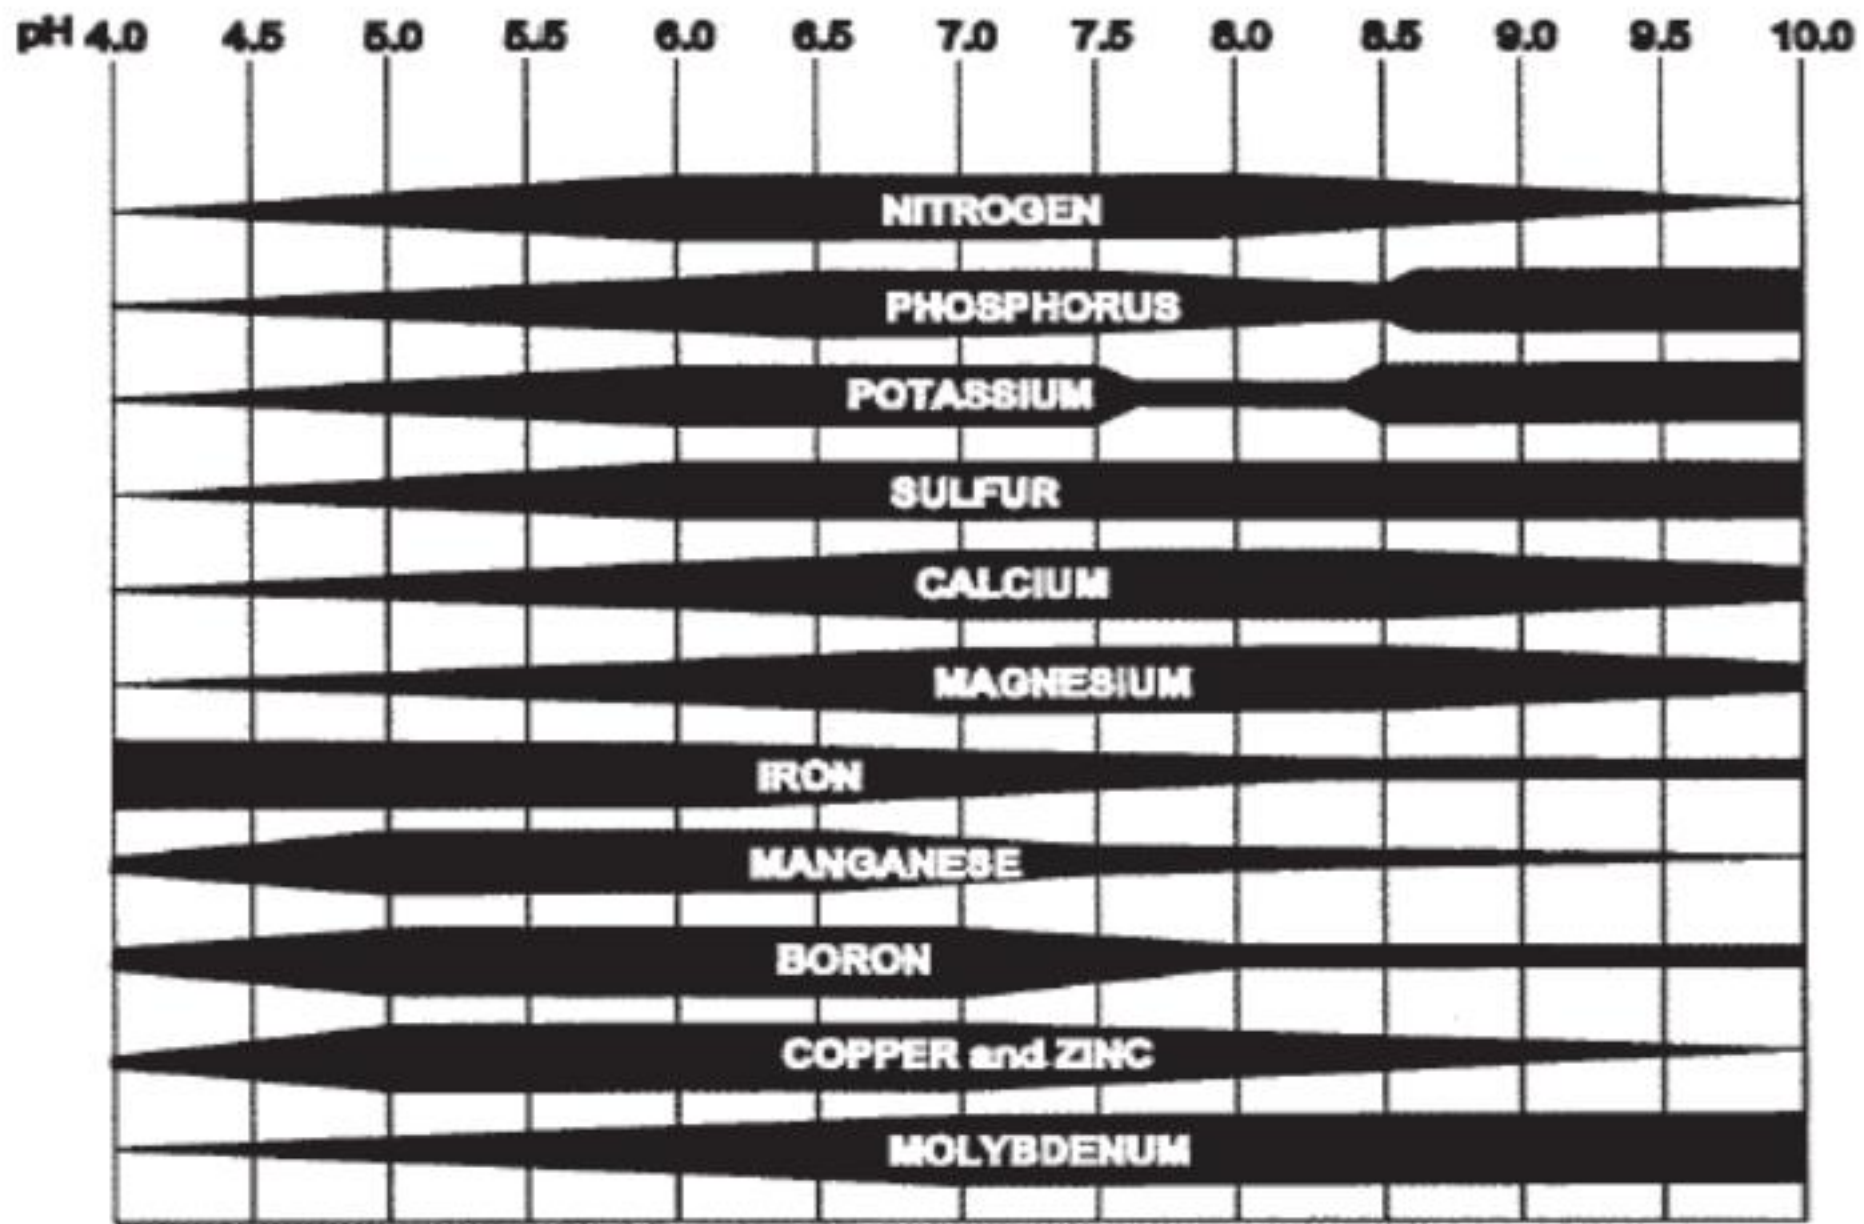 pH 4.0 4.5 5.0 5.5 6.0 6.5 7.0 7.5 8.0 8.5 9.0 9.5 10.0
NITROGEN
PHOSPHORUS
POTASSIUM
SULFUR
CALCIUM
MAGNESIUM
IRON
MANGANESE
BORON
COPPER and ZINC
MOLYBDENUM